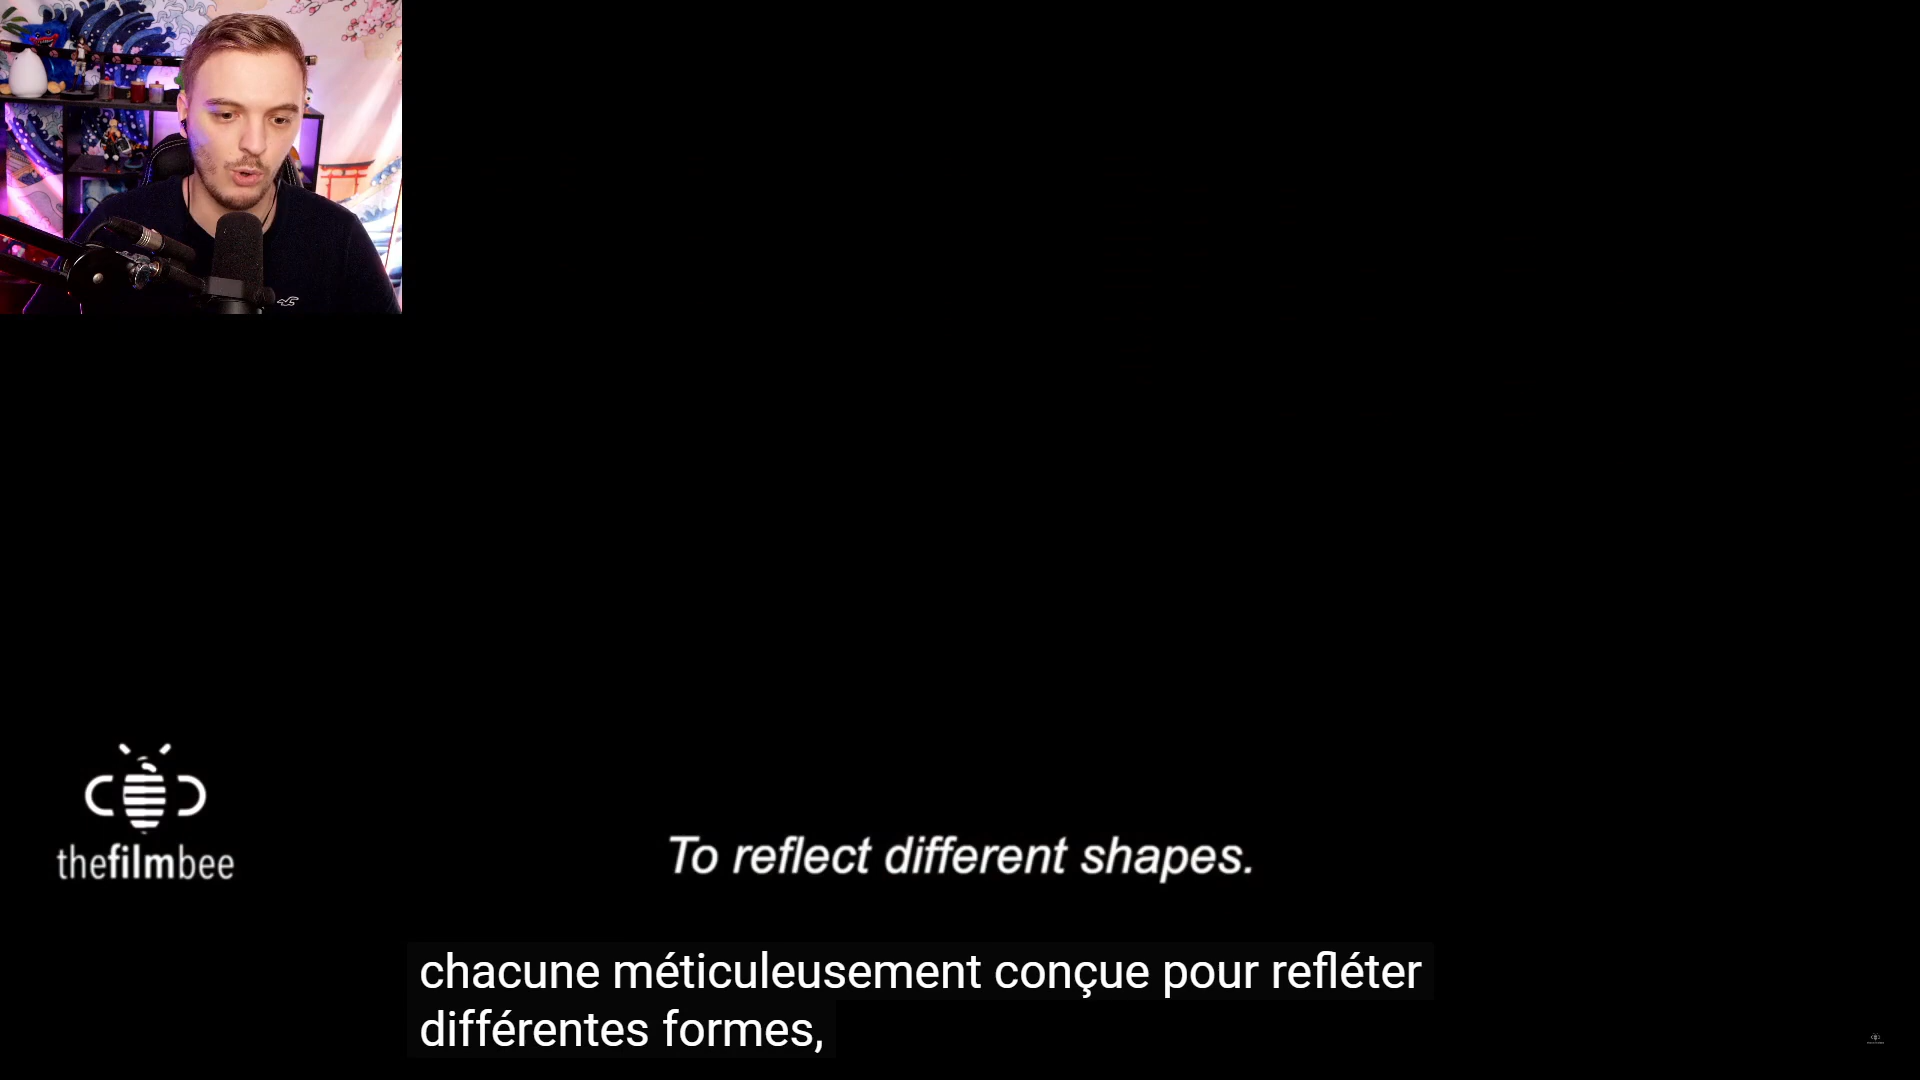 thefilmbee
To reflect different shapes.
chacune méticuleusement conçue pour refléter
différentes formes,